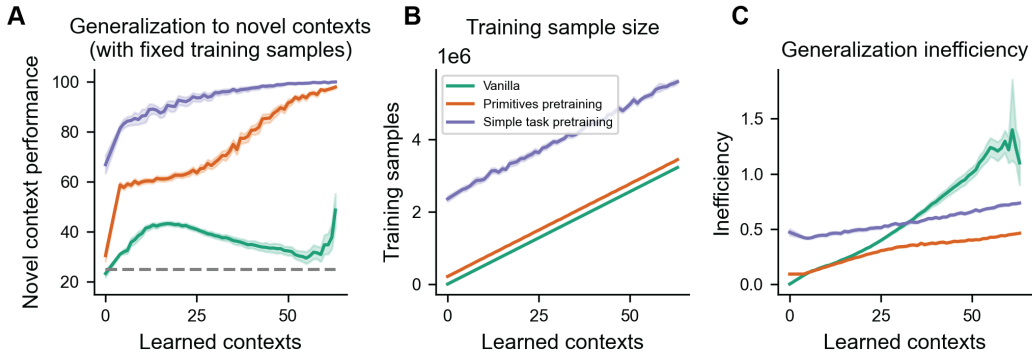 A
Generalization to novel contexts
(with fixed training samples)
Novel context performance
100
80
60
40
20
0
25
50
Learned contexts
B
Training sample size
1e6
Vanilla
Primitives pretraining
Simple task pretraining
Training samples
4
2
0
0
25
50
Learned contexts
C
Generalization inefficiency
Inefficiency
1.5
1.0
0.5
0.0
0
25
50
Learned contexts